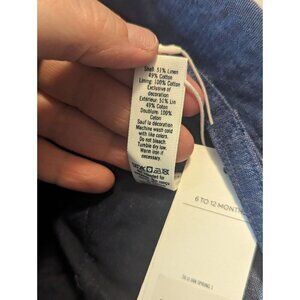 Shell: 51% Linen
49% Cotton
Lining: 100% Cotton
Exclusive of
decoration
Exterieur: 51% Lin
49% Coton
Doublure: 100%
Coton
Sauf la décoration
Machine wash cold
with like colors.
Do not bleach.
Tumble dry low.
Warm iron if
necessary.
6 TO 12 MONTH